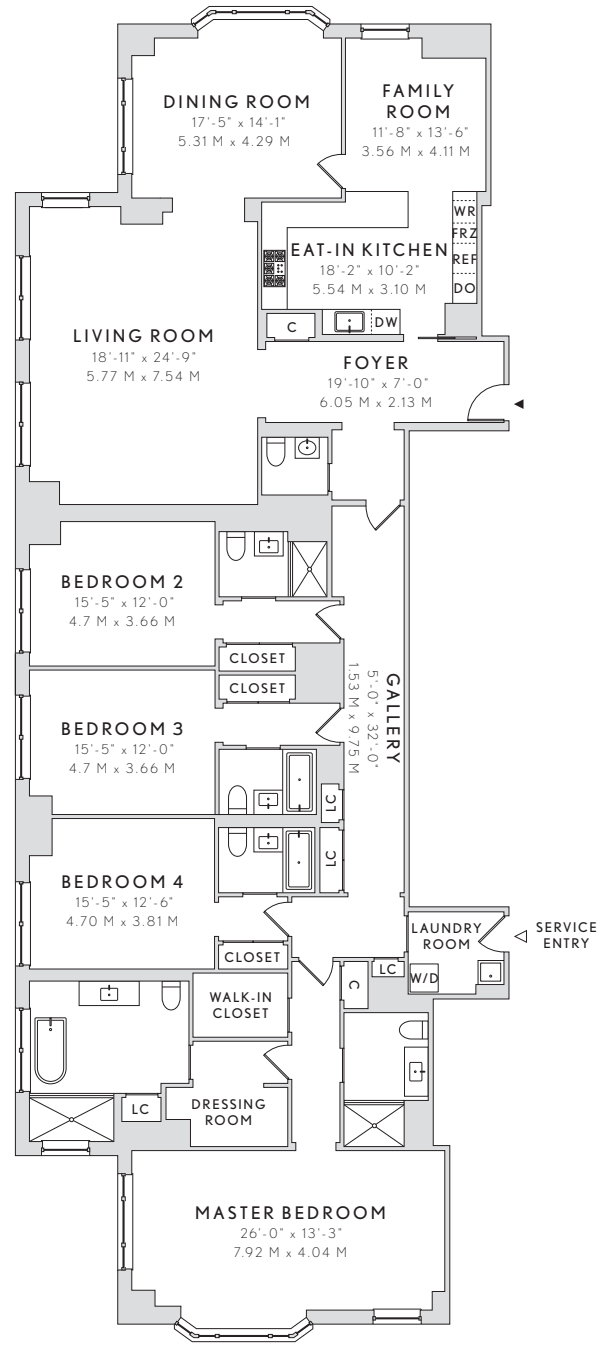 DINING ROOM
17'-5" x 14'-1"
5.31 M x 4.29 M
FAMILY
ROOM
11'-8" x 13'-6"
3.56 M x 4.11 M
WR
FRZ
REF
DO
EAT-IN KITCHEN
18'-2" x 10'-2"
5.54 M x 3.10 M
C
DW
LIVING ROOM
18'-11" x 24'-9"
5.77 M x 7.54 M
FOYER
19'-10" x 7'-0"
6.05 M x 2.13 M
BEDROOM 2
15'-5" x 12'-0"
4.7 M x 3.66 M
CLOSET
CLOSET
GALLERY
5'-0" x 32'-0"
1.53 M x 9.75 M
BEDROOM 3
15'-5" x 12'-0"
4.7 M x 3.66 M
LC
LC
BEDROOM 4
15'-5" x 12'-6"
4.70 M x 3.81 M
CLOSET
LAUNDRY
ROOM
SERVICE
ENTRY
W/D
LC
C
WALK-IN
CLOSET
LC
DRESSING
ROOM
MASTER BEDROOM
26'-0" x 13'-3"
7.92 M x 4.04 M